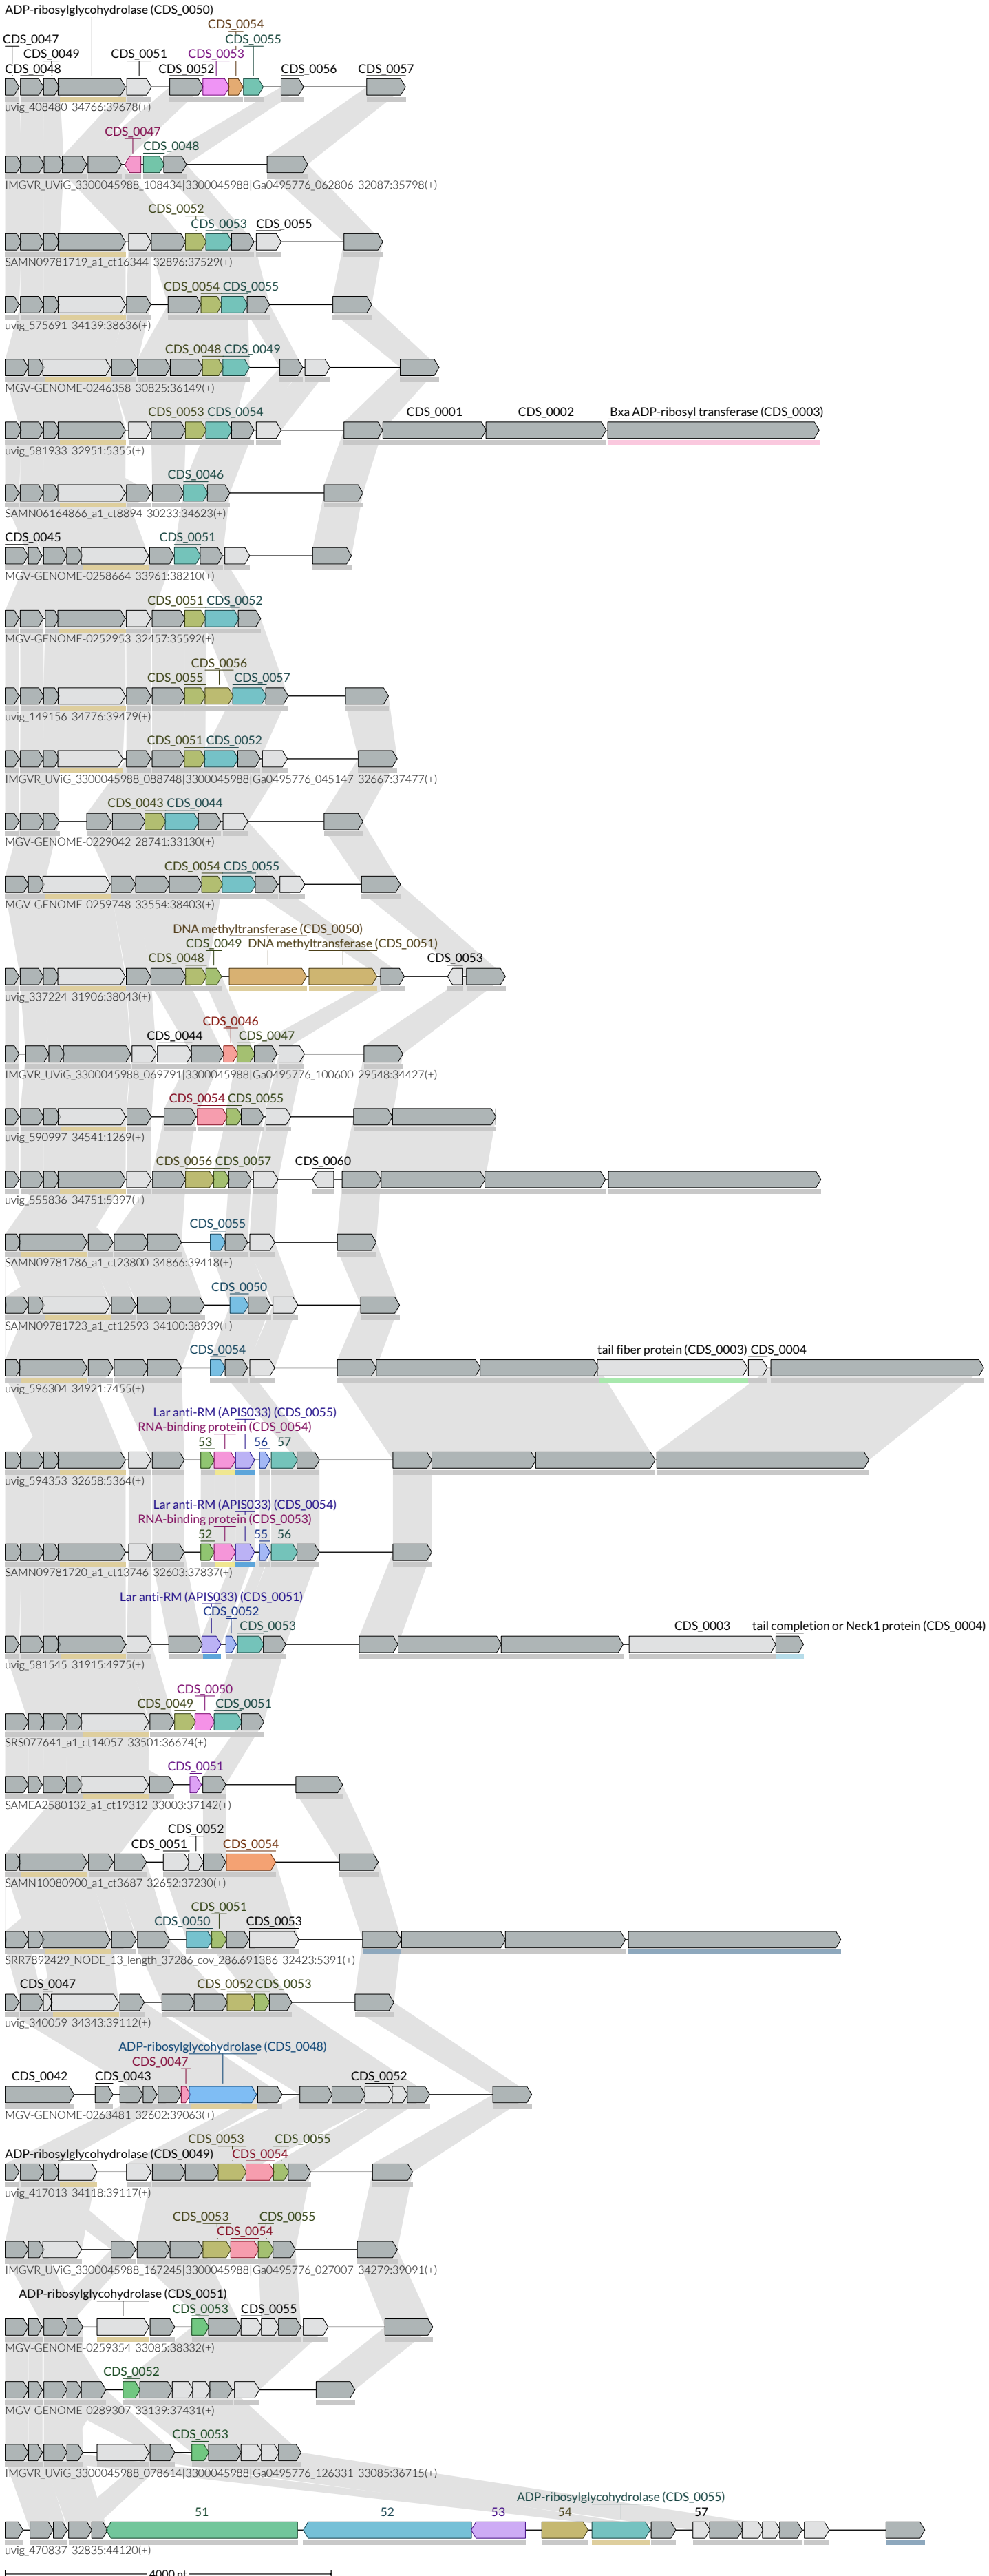 ADP-ribosylglycohydrolase (CDS_0050)
CDS_0054
CDS_0047 CDS_0055
CDS_0049 CDS_0051 CDS_0053
CDS_0048 CDS_0052 CDS_0056 CDS_0057
uvig_408480 34766:39678(+)
CDS_0047
CDS_0048
IMGVR_UViG_3300045988_108434|3300045988|Ga0495776_062806 32087:35798(+)
CDS_0052
CDS_0053 CDS_0055
SAMN09781719_a1_ct16344 32896:37529(+)
CDS_0054 CDS_0055
uvig_575691 34139:38636(+)
CDS_0048 CDS_0049
MGV-GENOME-0246358 30825:36149(+)
CDS_0053 CDS_0054 CDS_0001 CDS_0002 Bxa ADP-ribosyl transferase (CDS_0003)
uvig_581933 32951:5355(+)
CDS_0046
SAMN06164866_a1_ct8894 30233:34623(+)
CDS_0045 CDS_0051
MGV-GENOME-0258664 33961:38210(+)
CDS_0051 CDS_0052
MGV-GENOME-0252953 32457:35592(+)
CDS_0056
CDS_0055 CDS_0057
uvig_149156 34776:39479(+)
CDS_0051 CDS_0052
IMGVR_UViG_3300045988_088748|3300045988|Ga0495776_045147 32667:37477(+)
CDS_0043 CDS_0044
MGV-GENOME-0229042 28741:33130(+)
CDS_0054 CDS_0055
MGV-GENOME-0259748 33554:38403(+)
DNA methyltransferase (CDS_0050)
CDS_0049 DNA methyltransferase (CDS_0051)
CDS_0048 CDS_0053
uvig_337224 31906:38043(+)
CDS_0046
CDS_0044 CDS_0047
IMGVR_UViG_3300045988_069791|3300045988|Ga0495776_100600 29548:34427(+)
CDS_0054 CDS_0055
uvig_590997 34541:1269(+)
CDS_0056 CDS_0057 CDS_0060
uvig_555836 34751:5397(+)
CDS_0055
SAMN09781786_a1_ct23800 34866:39418(+)
CDS_0050
SAMN09781723_a1_ct12593 34100:38939(+)
CDS_0054 tail fiber protein (CDS_0003) CDS_0004
uvig_596304 34921:7455(+)
Lar anti-RM (APIS033) (CDS_0055)
RNA-binding protein (CDS_0054)
53 56 57
uvig_594353 32658:5364(+)
Lar anti-RM (APIS033) (CDS_0054)
RNA-binding protein (CDS_0053)
52 55 56
SAMN09781720_a1_ct13746 32603:37837(+)
Lar anti-RM (APIS033) (CDS_0051)
CDS_0052
CDS_0053 CDS_0003 tail completion or Neck1 protein (CDS_0004)
uvig_581545 31915:4975(+)
CDS_0050
CDS_0049 CDS_0051
SRS077641_a1_ct14057 33501:36674(+)
CDS_0051
SAMEA2580132_a1_ct19312 33003:37142(+)
CDS_0052
CDS_0051 CDS_0054
SAMN10080900_a1_ct3687 32652:37230(+)
CDS_0051
CDS_0050 CDS_0053
SRR7892429_NODE_13_length_37286_cov_286.691386 32423:5391(+)
CDS_0047 CDS_0052 CDS_0053
uvig_340059 34343:39112(+)
ADP-ribosylglycohydrolase (CDS_0048)
CDS_0047
CDS_0042 CDS_0043 CDS_0052
MGV-GENOME-0263481 32602:39063(+)
CDS_0053 CDS_0055
ADP-ribosylglycohydrolase (CDS_0049) CDS_0054
uvig_417013 34118:39117(+)
CDS_0053 CDS_0055
CDS_0054
IMGVR_UViG_3300045988_167245|3300045988|Ga0495776_027007 34279:39091(+)
ADP-ribosylglycohydrolase (CDS_0051)
CDS_0053 CDS_0055
MGV-GENOME-0259354 33085:38332(+)
CDS_0052
MGV-GENOME-0289307 33139:37431(+)
CDS_0053
IMGVR_UViG_3300045988_078614|3300045988|Ga0495776_126331 33085:36715(+)
ADP-ribosylglycohydrolase (CDS_0055)
51 52 53 54 57
uvig_470837 32835:44120(+)
4000 nt